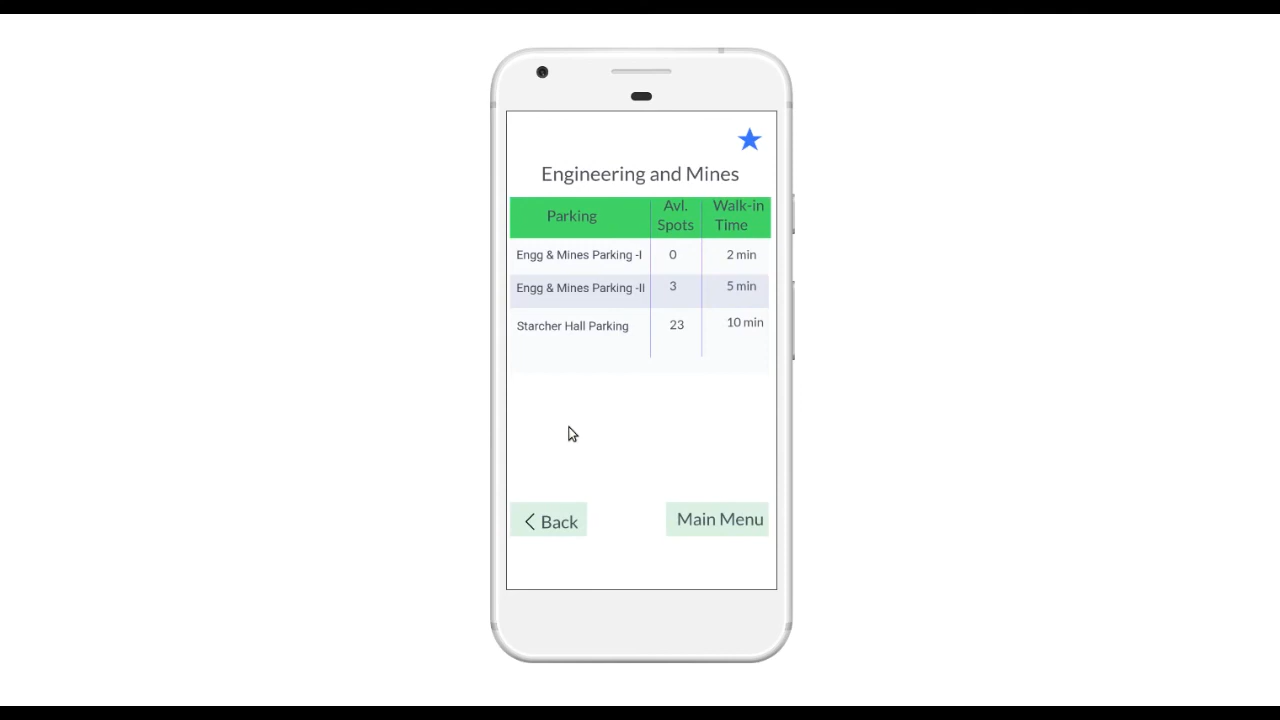 Engineering and Mines
Parking Avl. Spots Walk-in Time
Engg & Mines Parking -I 0 2 min
Engg & Mines Parking -II 3 5 min
Starcher Hall Parking 23 10 min
Back Main Menu